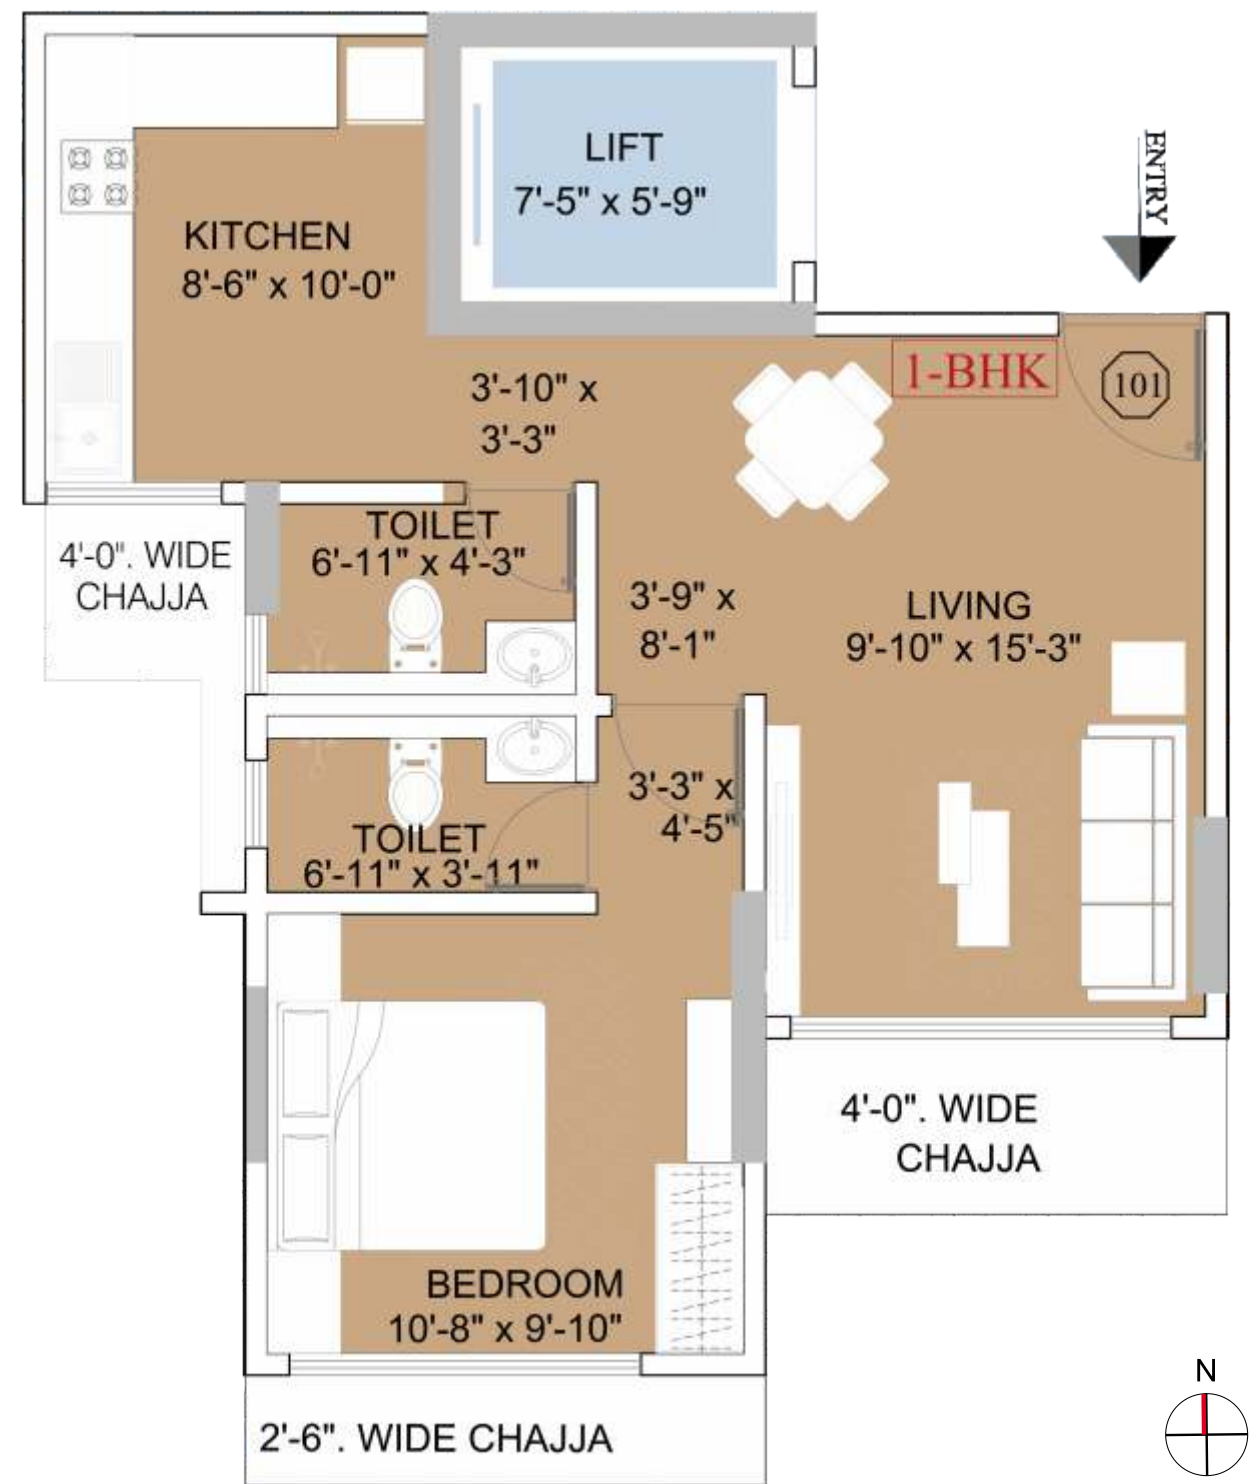 LIFT
7'-5" x 5'-9"
ENTRY
KITCHEN
8'-6" x 10'-0"
1-BHK
101
3'-10" x
3'-3"
TOILET
6'-11" x 4'-3"
4'-0". WIDE
CHAJJA
3'-9" x
8'-1"
LIVING
9'-10" x 15'-3"
3'-3" x
4'-5"
TOILET
6'-11" x 3'-11"
4'-0". WIDE
CHAJJA
BEDROOM
10'-8" x 9'-10"
N
2'-6". WIDE CHAJJA